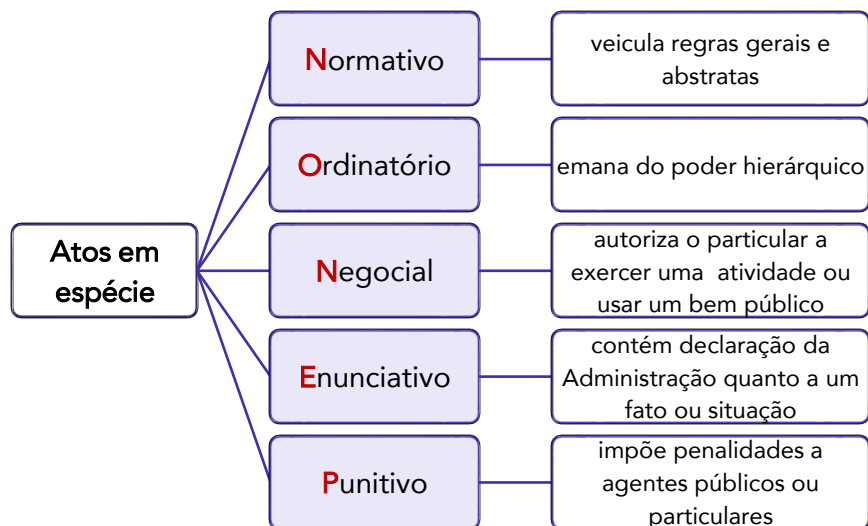 Normativo
veicula regras gerais e
abstratas
Ordinatório
emana do poder hierárquico
Atos em
espécie
Negocial
autoriza o particular a
exercer uma atividade ou
usar um bem público
Enunciativo
contém declaração da
Administração quanto a um
fato ou situação
Punitivo
impõe penalidades a
agentes públicos ou
particulares